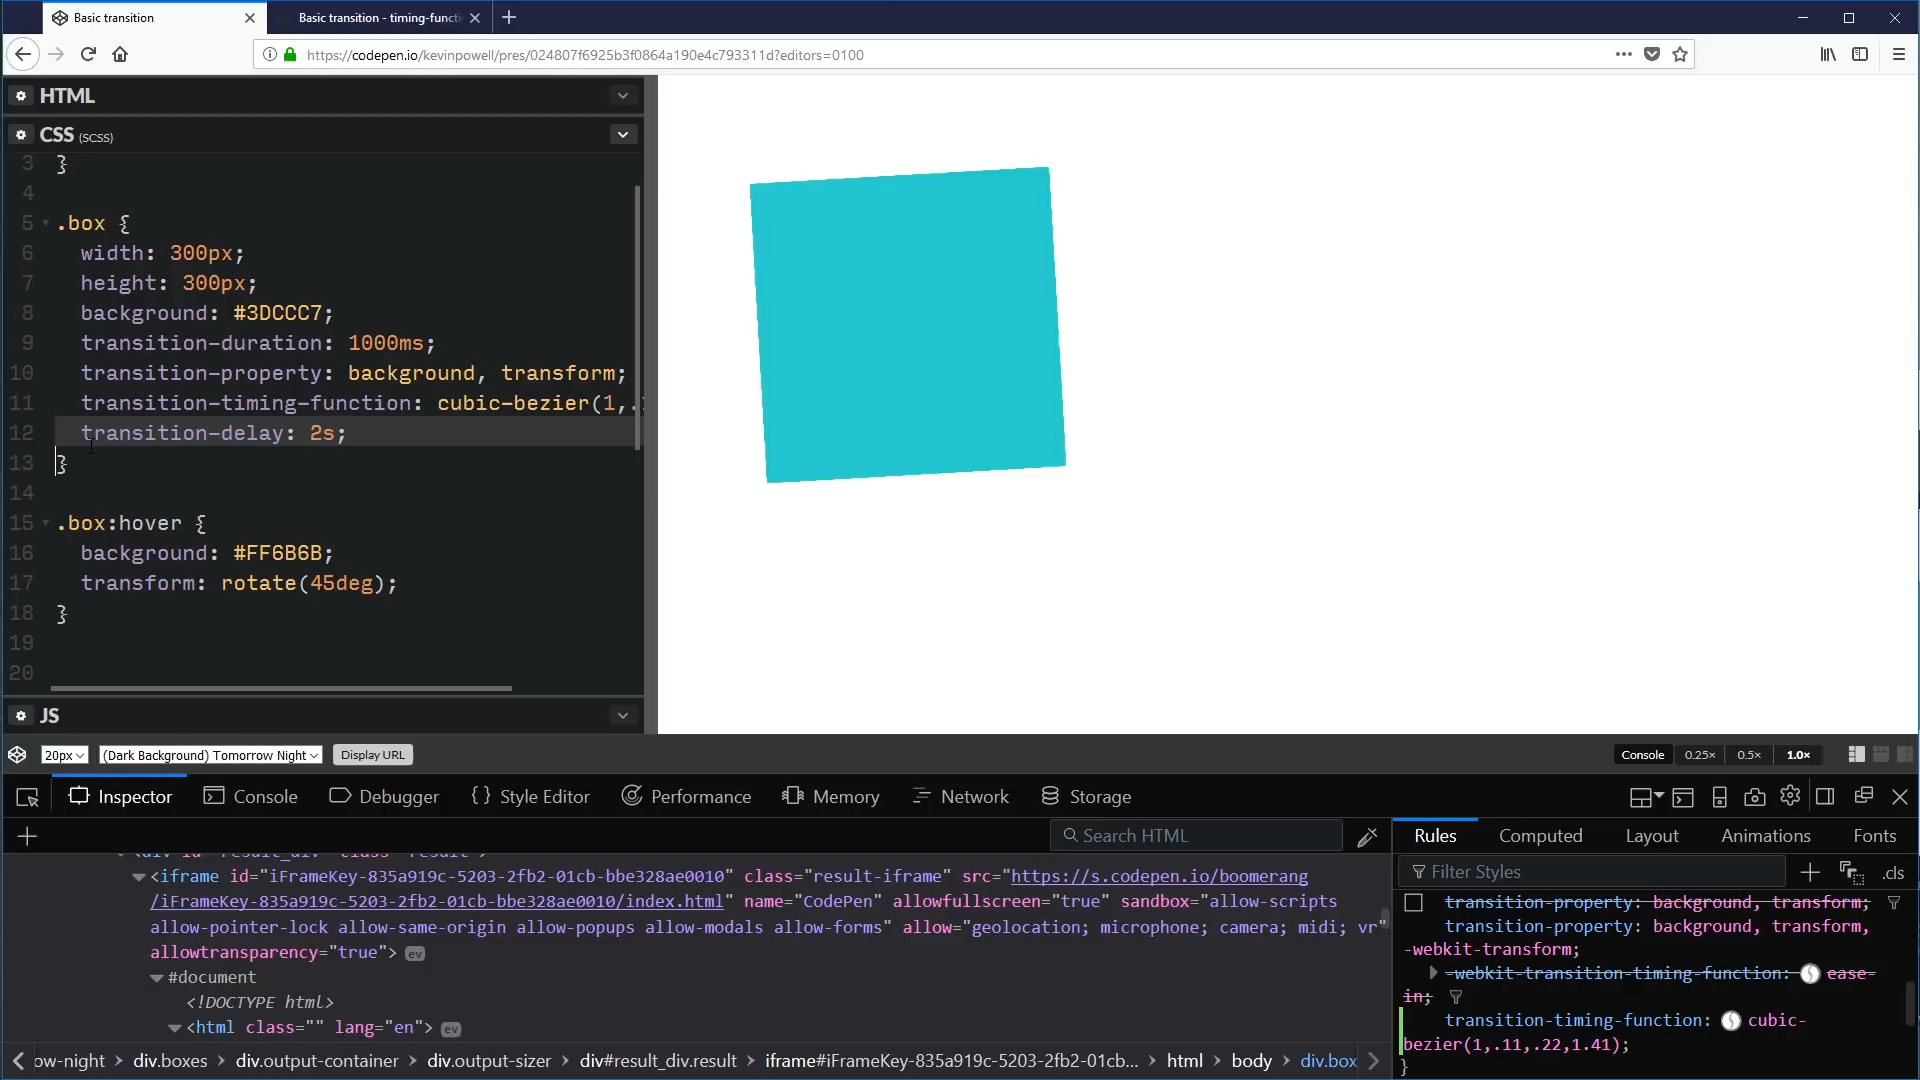 Basic transition
Basic transition - timing-functi
https://codepen.io/kevinpowell/pres/024807f6925b3f0864a190e4c793311d?editors=0100
HTML
CSS (SCSS)
3 }
4
5 .box {
6 width: 300px;
7 height: 300px;
8 background: #3DCCC7;
9 transition-duration: 1000ms;
10 transition-property: background, transform;
11 transition-timing-function: cubic-bezier(1,.
12 transition-delay: 2s;
13 }
14
15 .box:hover {
16 background: #FF6B6B;
17 transform: rotate(45deg);
18 }
19
20
JS
20px (Dark Background) Tomorrow Night Display URL Console 0.25× 0.5× 1.0×
Inspector Console Debugger {} Style Editor Performance Memory Network Storage
+ Search HTML
Rules Computed Layout Animations Fonts
Filter Styles + .cls
<div id="result_div" class="result">
<iframe id="iFrameKey-835a919c-5203-2fb2-01cb-bbe328ae0010" class="result-iframe" src="https://s.codepen.io/boomerang
/iFrameKey-835a919c-5203-2fb2-01cb-bbe328ae0010/index.html" name="CodePen" allowfullscreen="true" sandbox="allow-scripts
allow-pointer-lock allow-same-origin allow-popups allow-modals allow-forms" allow="geolocation; microphone; camera; midi; vr"
allowtransparency="true"> ev
#document
<!DOCTYPE html>
<html class="" lang="en"> ev
transition-property: background, transform;
transition-property: background, transform,
-webkit-transform;
-webkit-transition-timing-function: ease-
in;
transition-timing-function: cubic-
bezier(1,.11,.22,1.41);
}
ow-night > div.boxes > div.output-container > div.output-sizer > div#result_div.result > iframe#iFrameKey-835a919c-5203-2fb2-01cb... > html > body > div.box